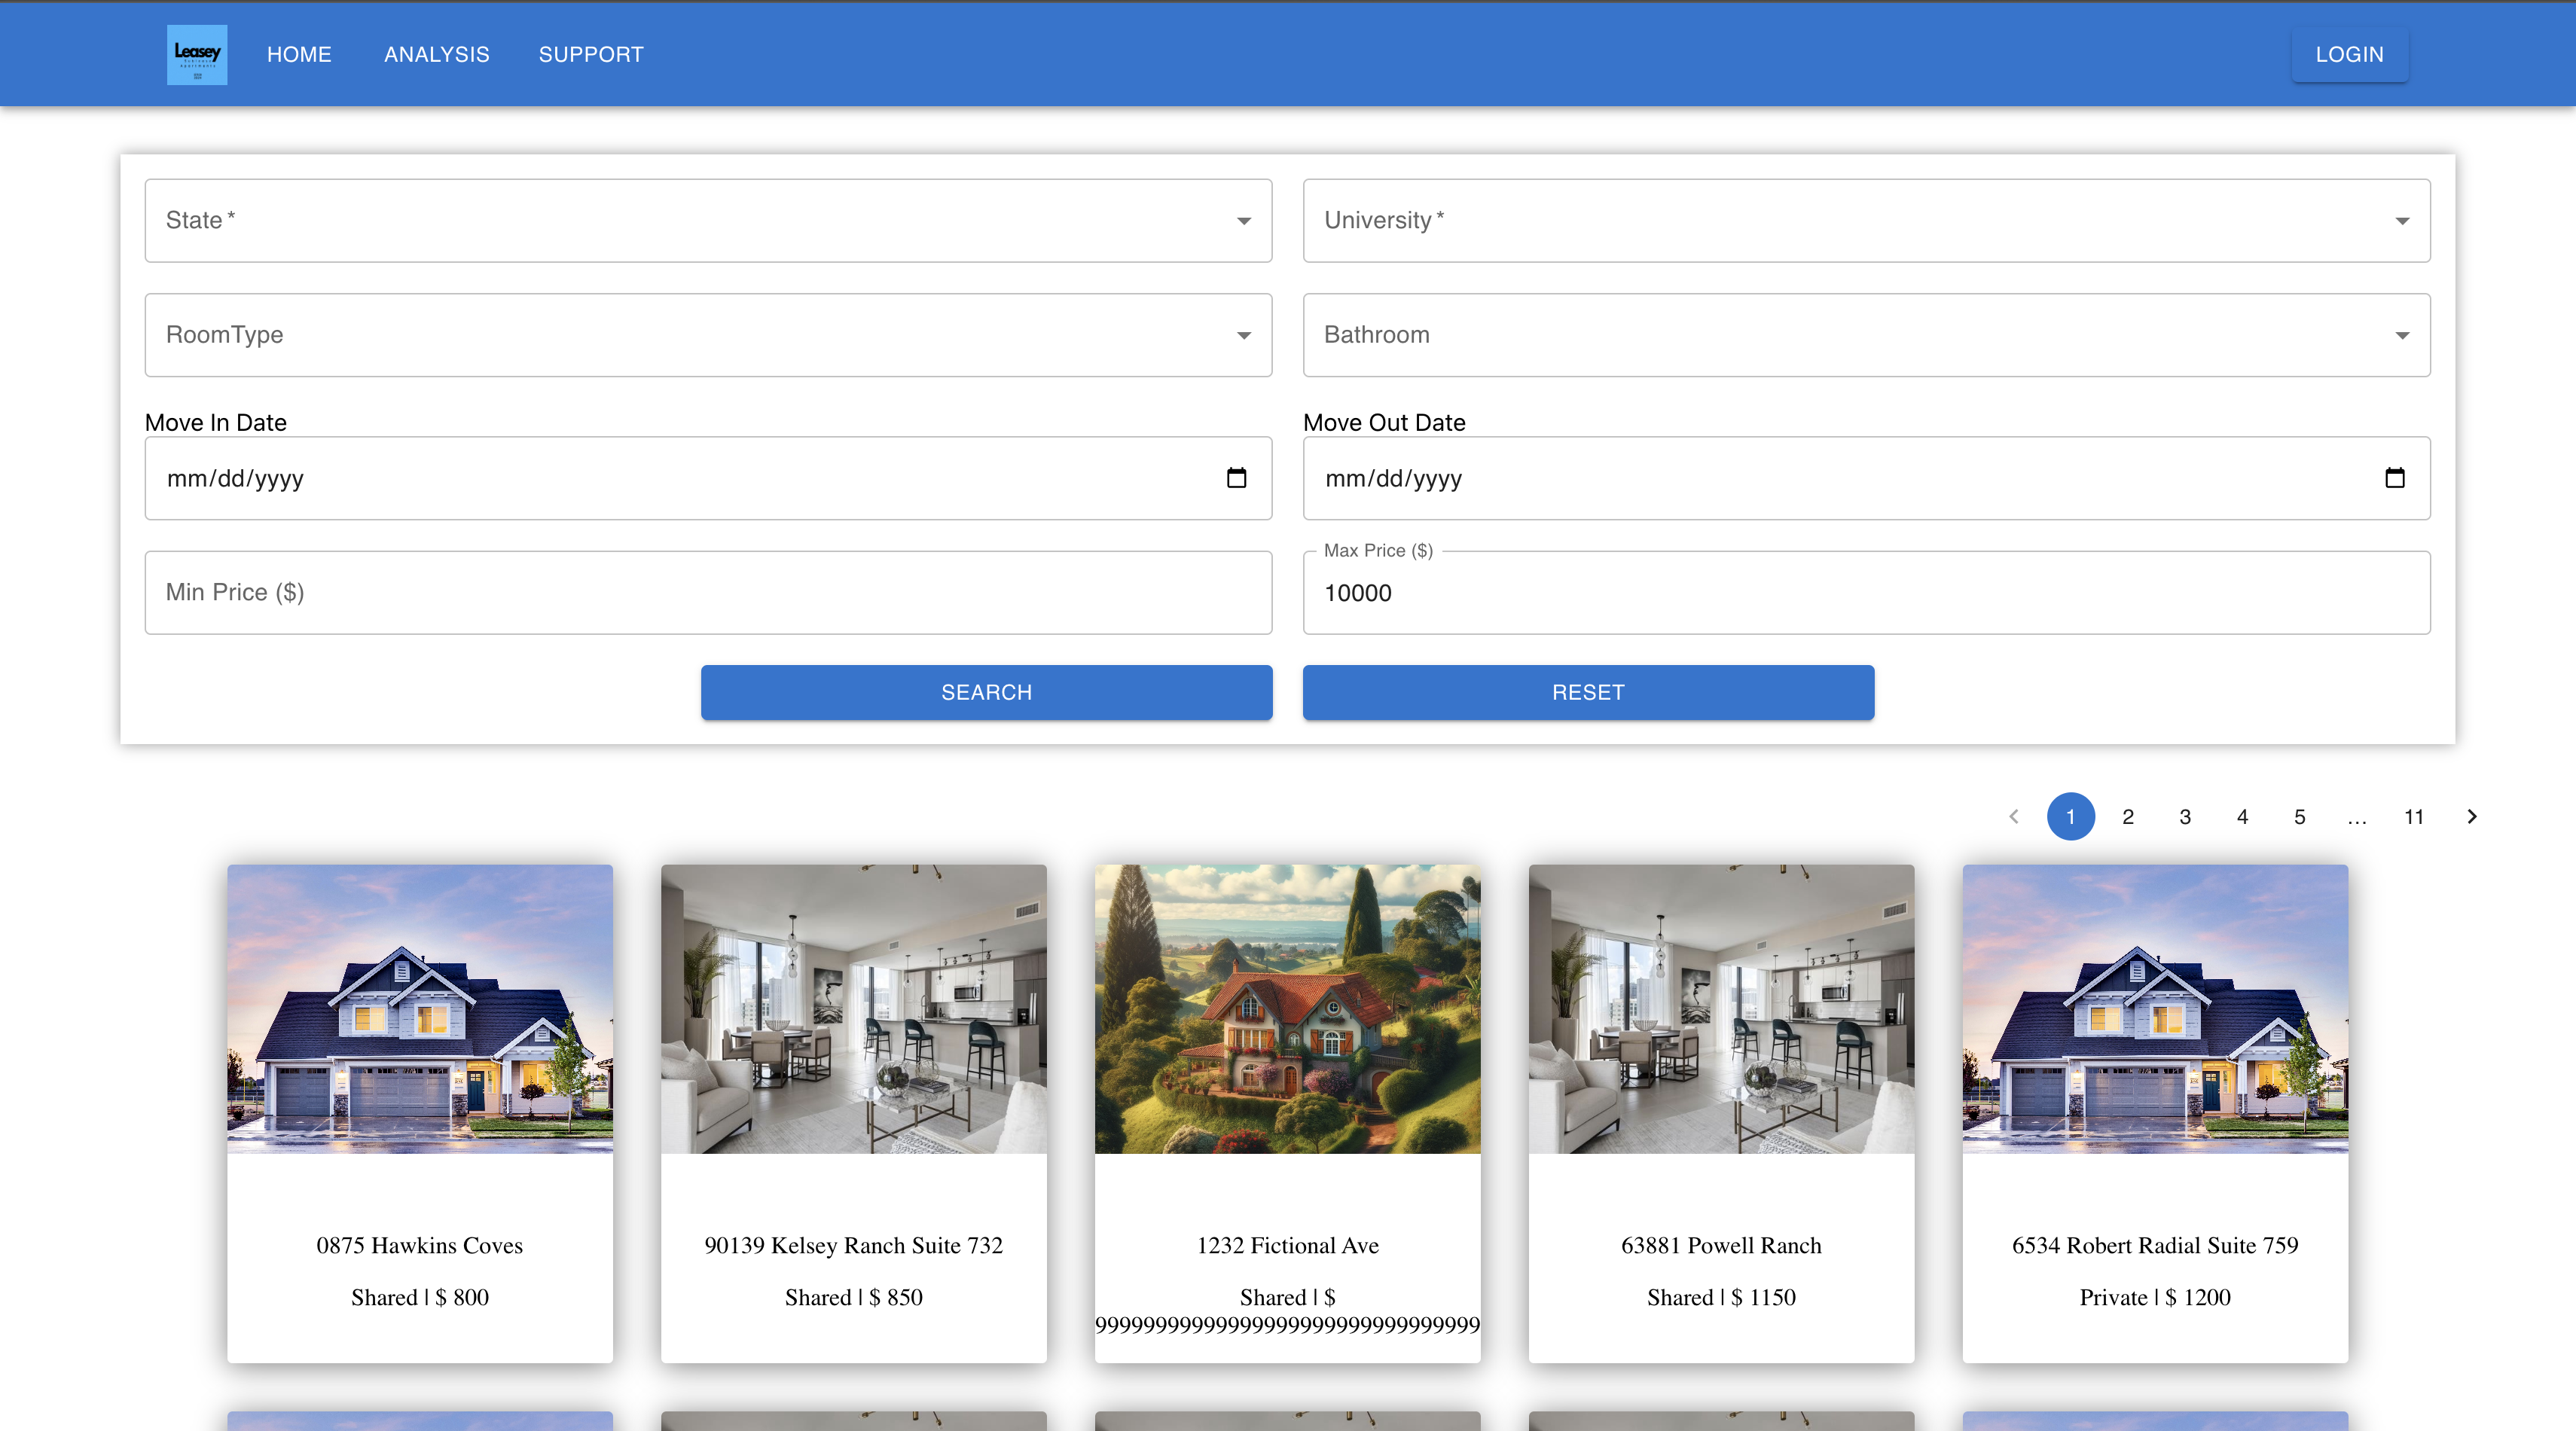 Leasey
HOME
ANALYSIS
SUPPORT
LOGIN
State *
University *
RoomType
Bathroom
Move In Date
Move Out Date
mm/dd/yyyy
mm/dd/yyyy
Min Price ($)
Max Price ($)
10000
SEARCH
RESET
1 2 3 4 5 ... 11
0875 Hawkins Coves
Shared | $ 800
90139 Kelsey Ranch Suite 732
Shared | $ 850
1232 Fictional Ave
Shared | $
99999999999999999999999999999999
63881 Powell Ranch
Shared | $ 1150
6534 Robert Radial Suite 759
Private | $ 1200